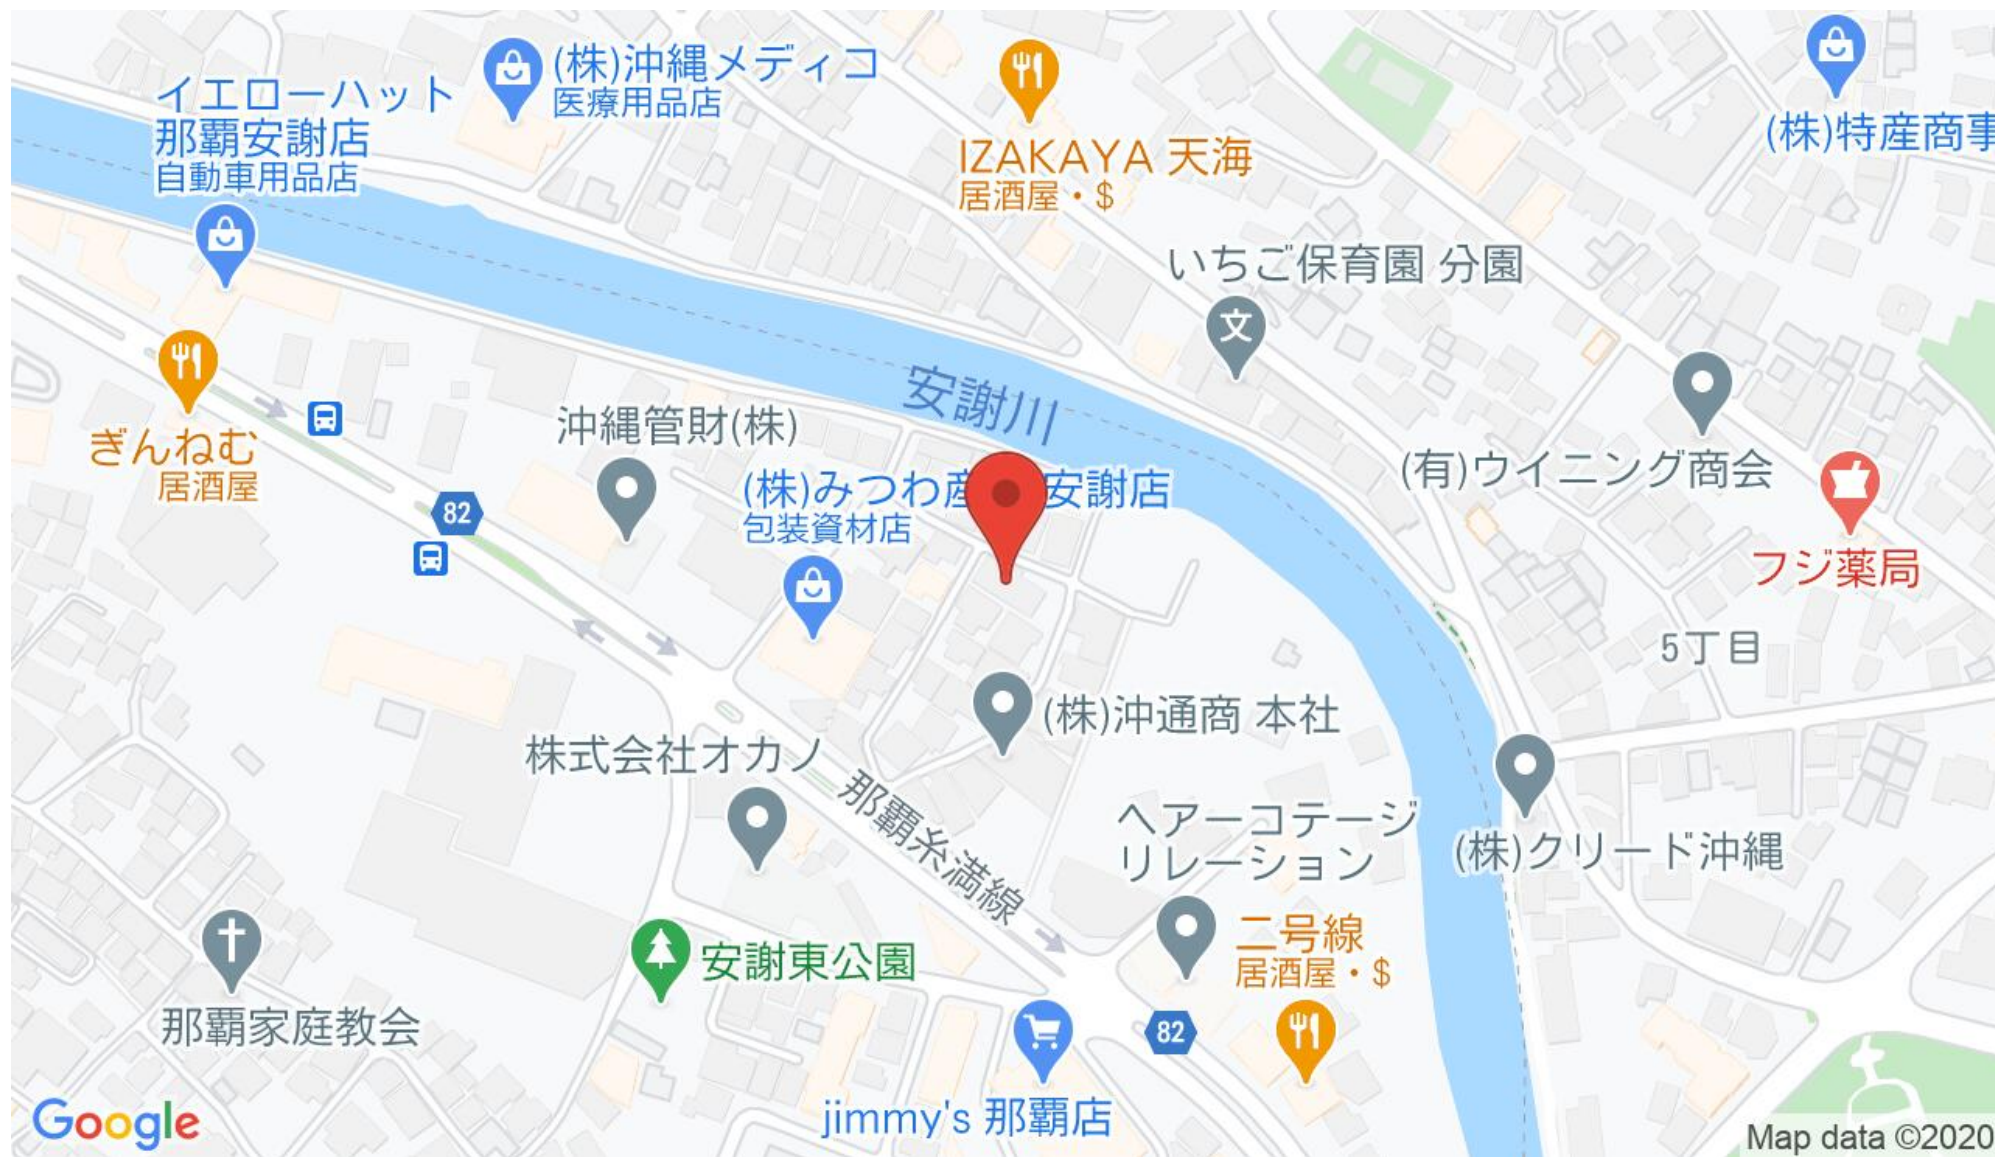 (株)沖縄メディコ
医療用品店
イエローハット
那覇安謝店
自動車用品店
IZAKAYA 天海
居酒屋・$
(株)特産商事
いちご保育園 分園
文
安謝川
沖縄管財(株)
ぎんねむ
居酒屋
82
(株)みつわ産 安謝店
包装資材店
(有)ウイニング商会
フジ薬局
5丁目
(株)沖通商 本社
株式会社オカノ
那覇糸満線
ヘアーコテージ
リレーション
(株)クリード沖縄
二号線
居酒屋・$
安謝東公園
那覇家庭教会
82
jimmy's 那覇店
Google
Map data ©2020